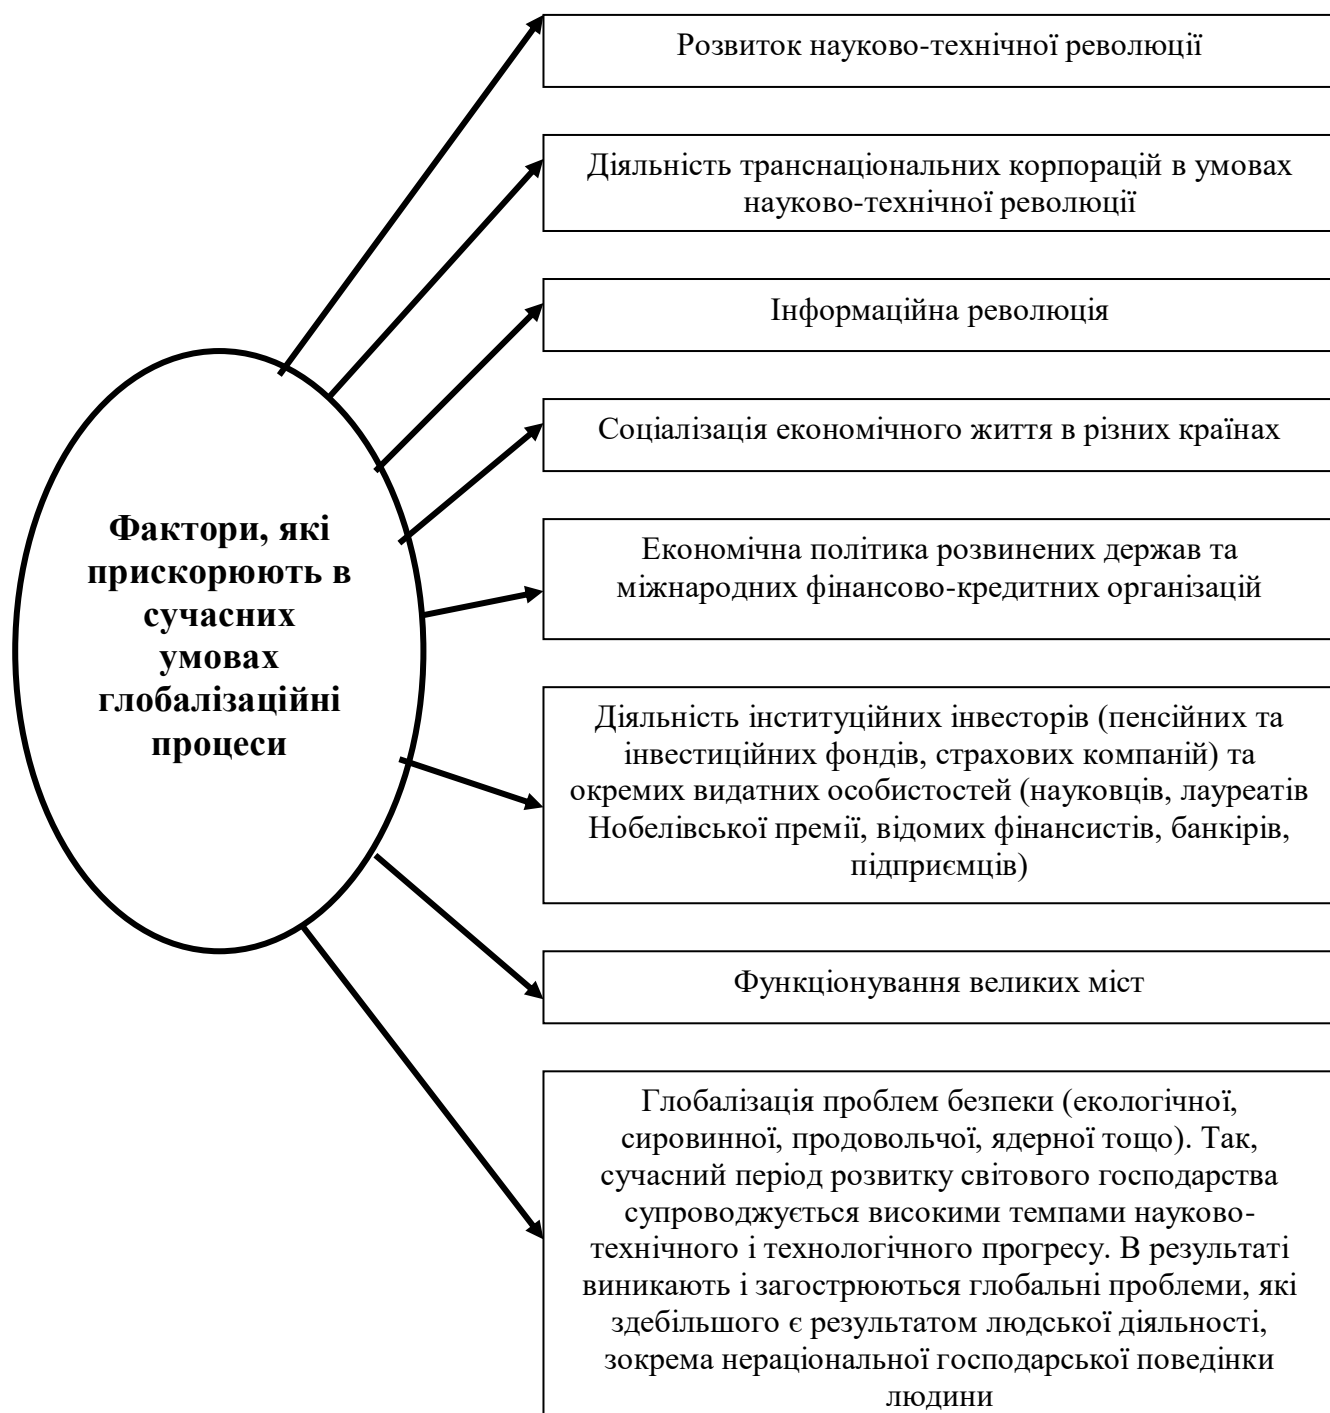 Розвиток науково-технічної революції
Діяльність транснаціональних корпорацій в умовах
науково-технічної революції
Інформаційна революція
Соціалізація економічного життя в різних країнах
Фактори, які
прискорюють в
сучасних
умовах
глобалізаційні
процеси
Економічна політика розвинених держав та
міжнародних фінансово-кредитних організацій
Діяльність інституційних інвесторів (пенсійних та
інвестиційних фондів, страхових компаній) та
окремих видатних особистостей (науковців, лауреатів
Нобелівської премії, відомих фінансистів, банкірів,
підприємців)
Функціонування великих міст
Глобалізація проблем безпеки (екологічної,
сировинної, продовольчої, ядерної тощо). Так,
сучасний період розвитку світового господарства
супроводжується високими темпами науково-
технічного і технологічного прогресу. В результаті
виникають і загострюються глобальні проблеми, які
здебільшого є результатом людської діяльності,
зокрема нераціональної господарської поведінки
людини